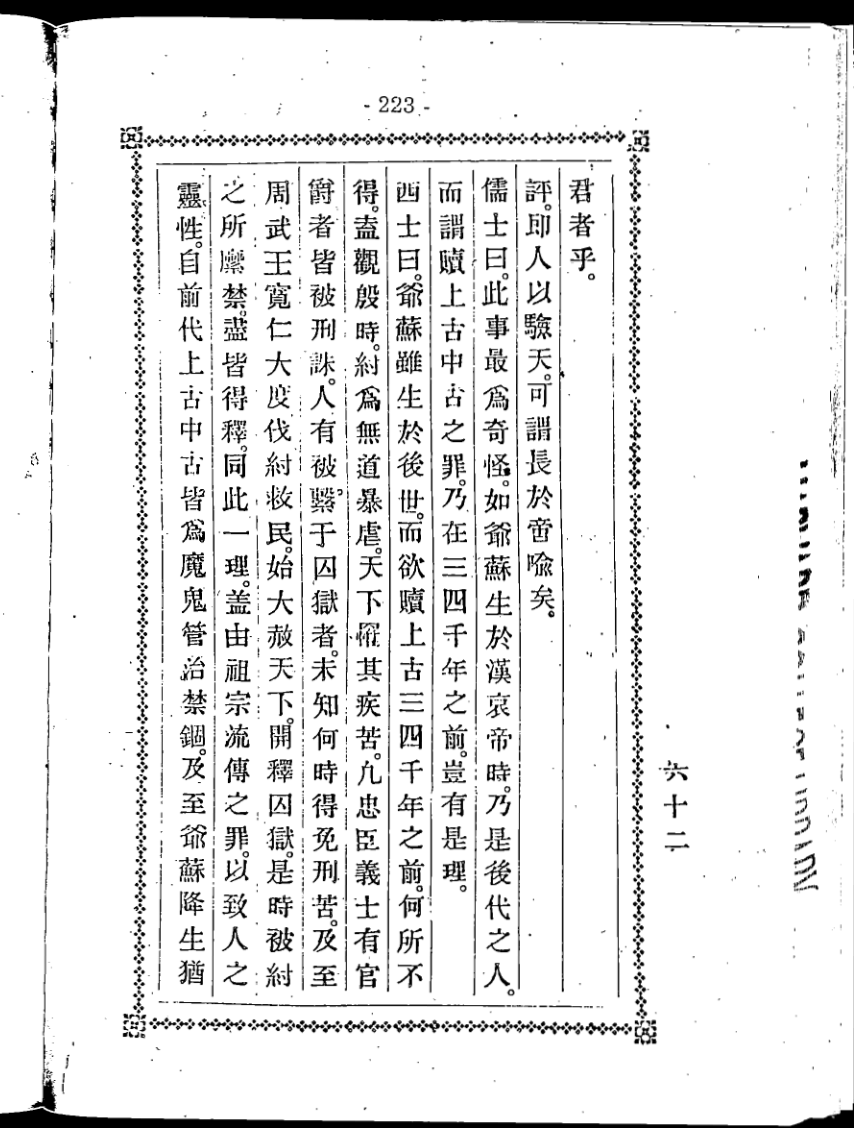 - 223 -
君者乎。
評。即人以驗天。可謂長於啻喩矣。
儒士曰。此事最爲奇怪。如爺蘇生於漢哀帝時。乃是後代之人。
而謂贖上古中古之罪。乃在三四千年之前。豈有是理。
西士曰。爺蘇雖生於後世。而欲贖上古三四千年之前。何所不
得。盍觀殷時。紂爲無道暴虐。天下罹其疾苦。凢忠臣義士有官
爵者皆被刑誅。人有被繫于囚獄者。未知何時得免刑苦。及至
周武王寬仁大度伐紂救民。始大赦天下。開釋囚獄。是時被紂
之所縻禁。盡皆得釋。同此一理。盖由祖宗流傳之罪。以致人之
靈性。自前代上古中古皆爲魔鬼管治禁錮。及至爺蘇降生猶
六十二